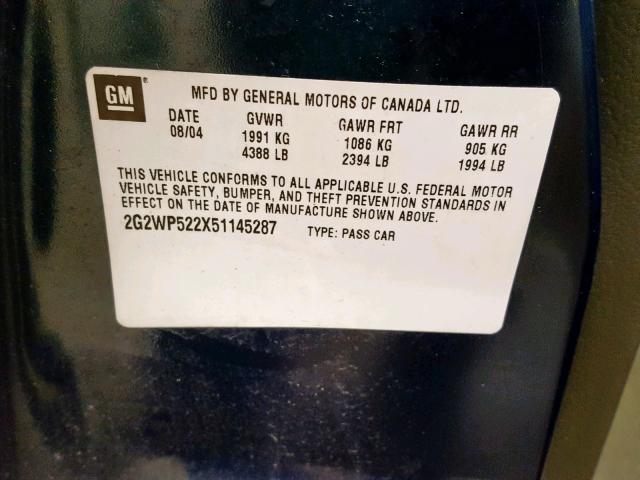 GM
MFD BY GENERAL MOTORS OF CANADA LTD.
DATE GVWR GAWR FRT GAWR RR
08/04 1991 KG 1086 KG 905 KG
4388 LB 2394 LB 1994 LB
THIS VEHICLE CONFORMS TO ALL APPLICABLE U.S. FEDERAL MOTOR
VEHICLE SAFETY, BUMPER, AND THEFT PREVENTION STANDARDS IN
EFFECT ON THE DATE OF MANUFACTURE SHOWN ABOVE.
2G2WP522X51145287 TYPE: PASS CAR